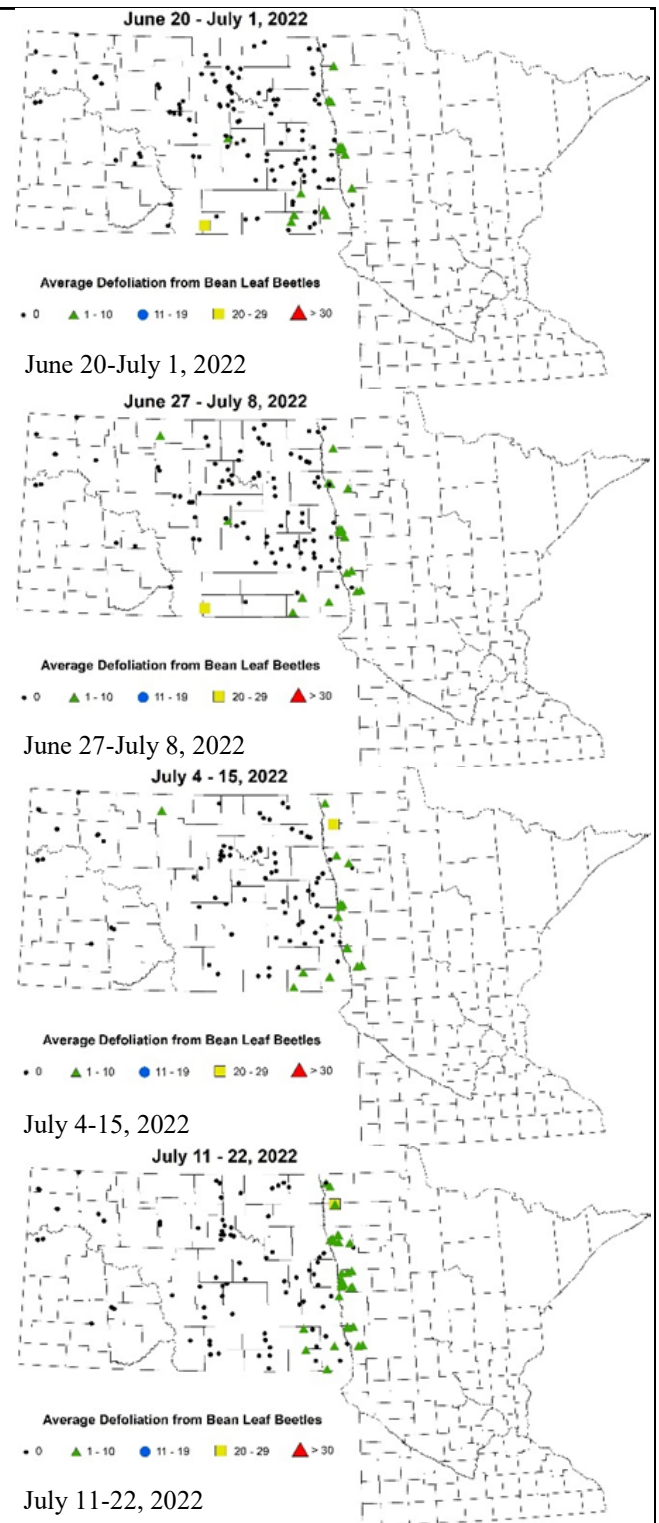 June 20 - July 1, 2022
Average Defoliation from Bean Leaf Beetles
0 1 - 10 11 - 19 20 - 29 > 30
June 20-July 1, 2022
June 27 - July 8, 2022
Average Defoliation from Bean Leaf Beetles
0 1 - 10 11 - 19 20 - 29 > 30
June 27-July 8, 2022
July 4 - 15, 2022
Average Defoliation from Bean Leaf Beetles
0 1 - 10 11 - 19 20 - 29 > 30
July 4-15, 2022
July 11 - 22, 2022
Average Defoliation from Bean Leaf Beetles
0 1 - 10 11 - 19 20 - 29 > 30
July 11-22, 2022